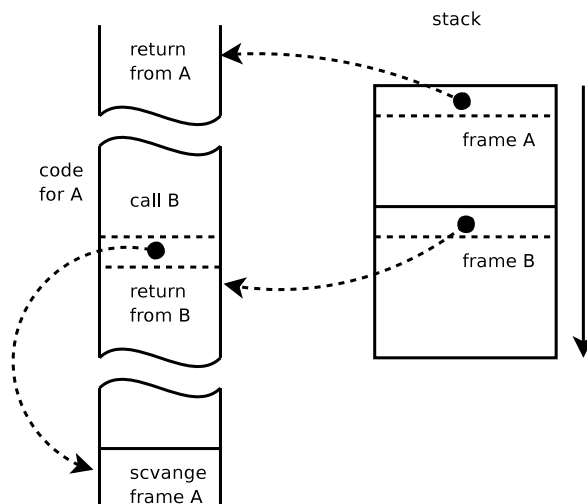 stack
return
from A
frame A
code
for A
call B
frame B
return
from B
scvange
frame A